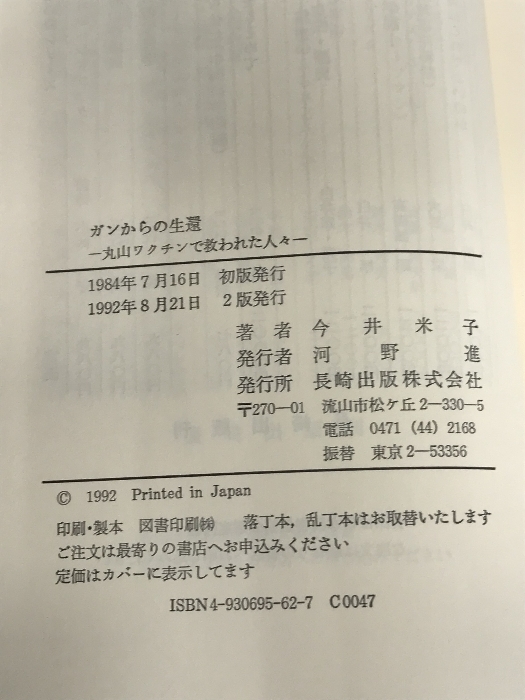 ガンからの生還
―丸山ワクチンで救われた人々―
1984年7月16日 初版発行
1992年8月21日 2版発行
著者 今井米子
発行者 河野進
発行所 長崎出版株式会社
〒270―01 流山市松ケ丘2―330―5
電話 0471 (44) 2168
振替 東京2―53356
© 1992 Printed in Japan
印刷・製本 図書印刷㈱ 落丁本，乱丁本はお取替いたします
ご注文は最寄りの書店へお申込みください
定価はカバーに表示してます
ISBN4-930695-62-7 C0047